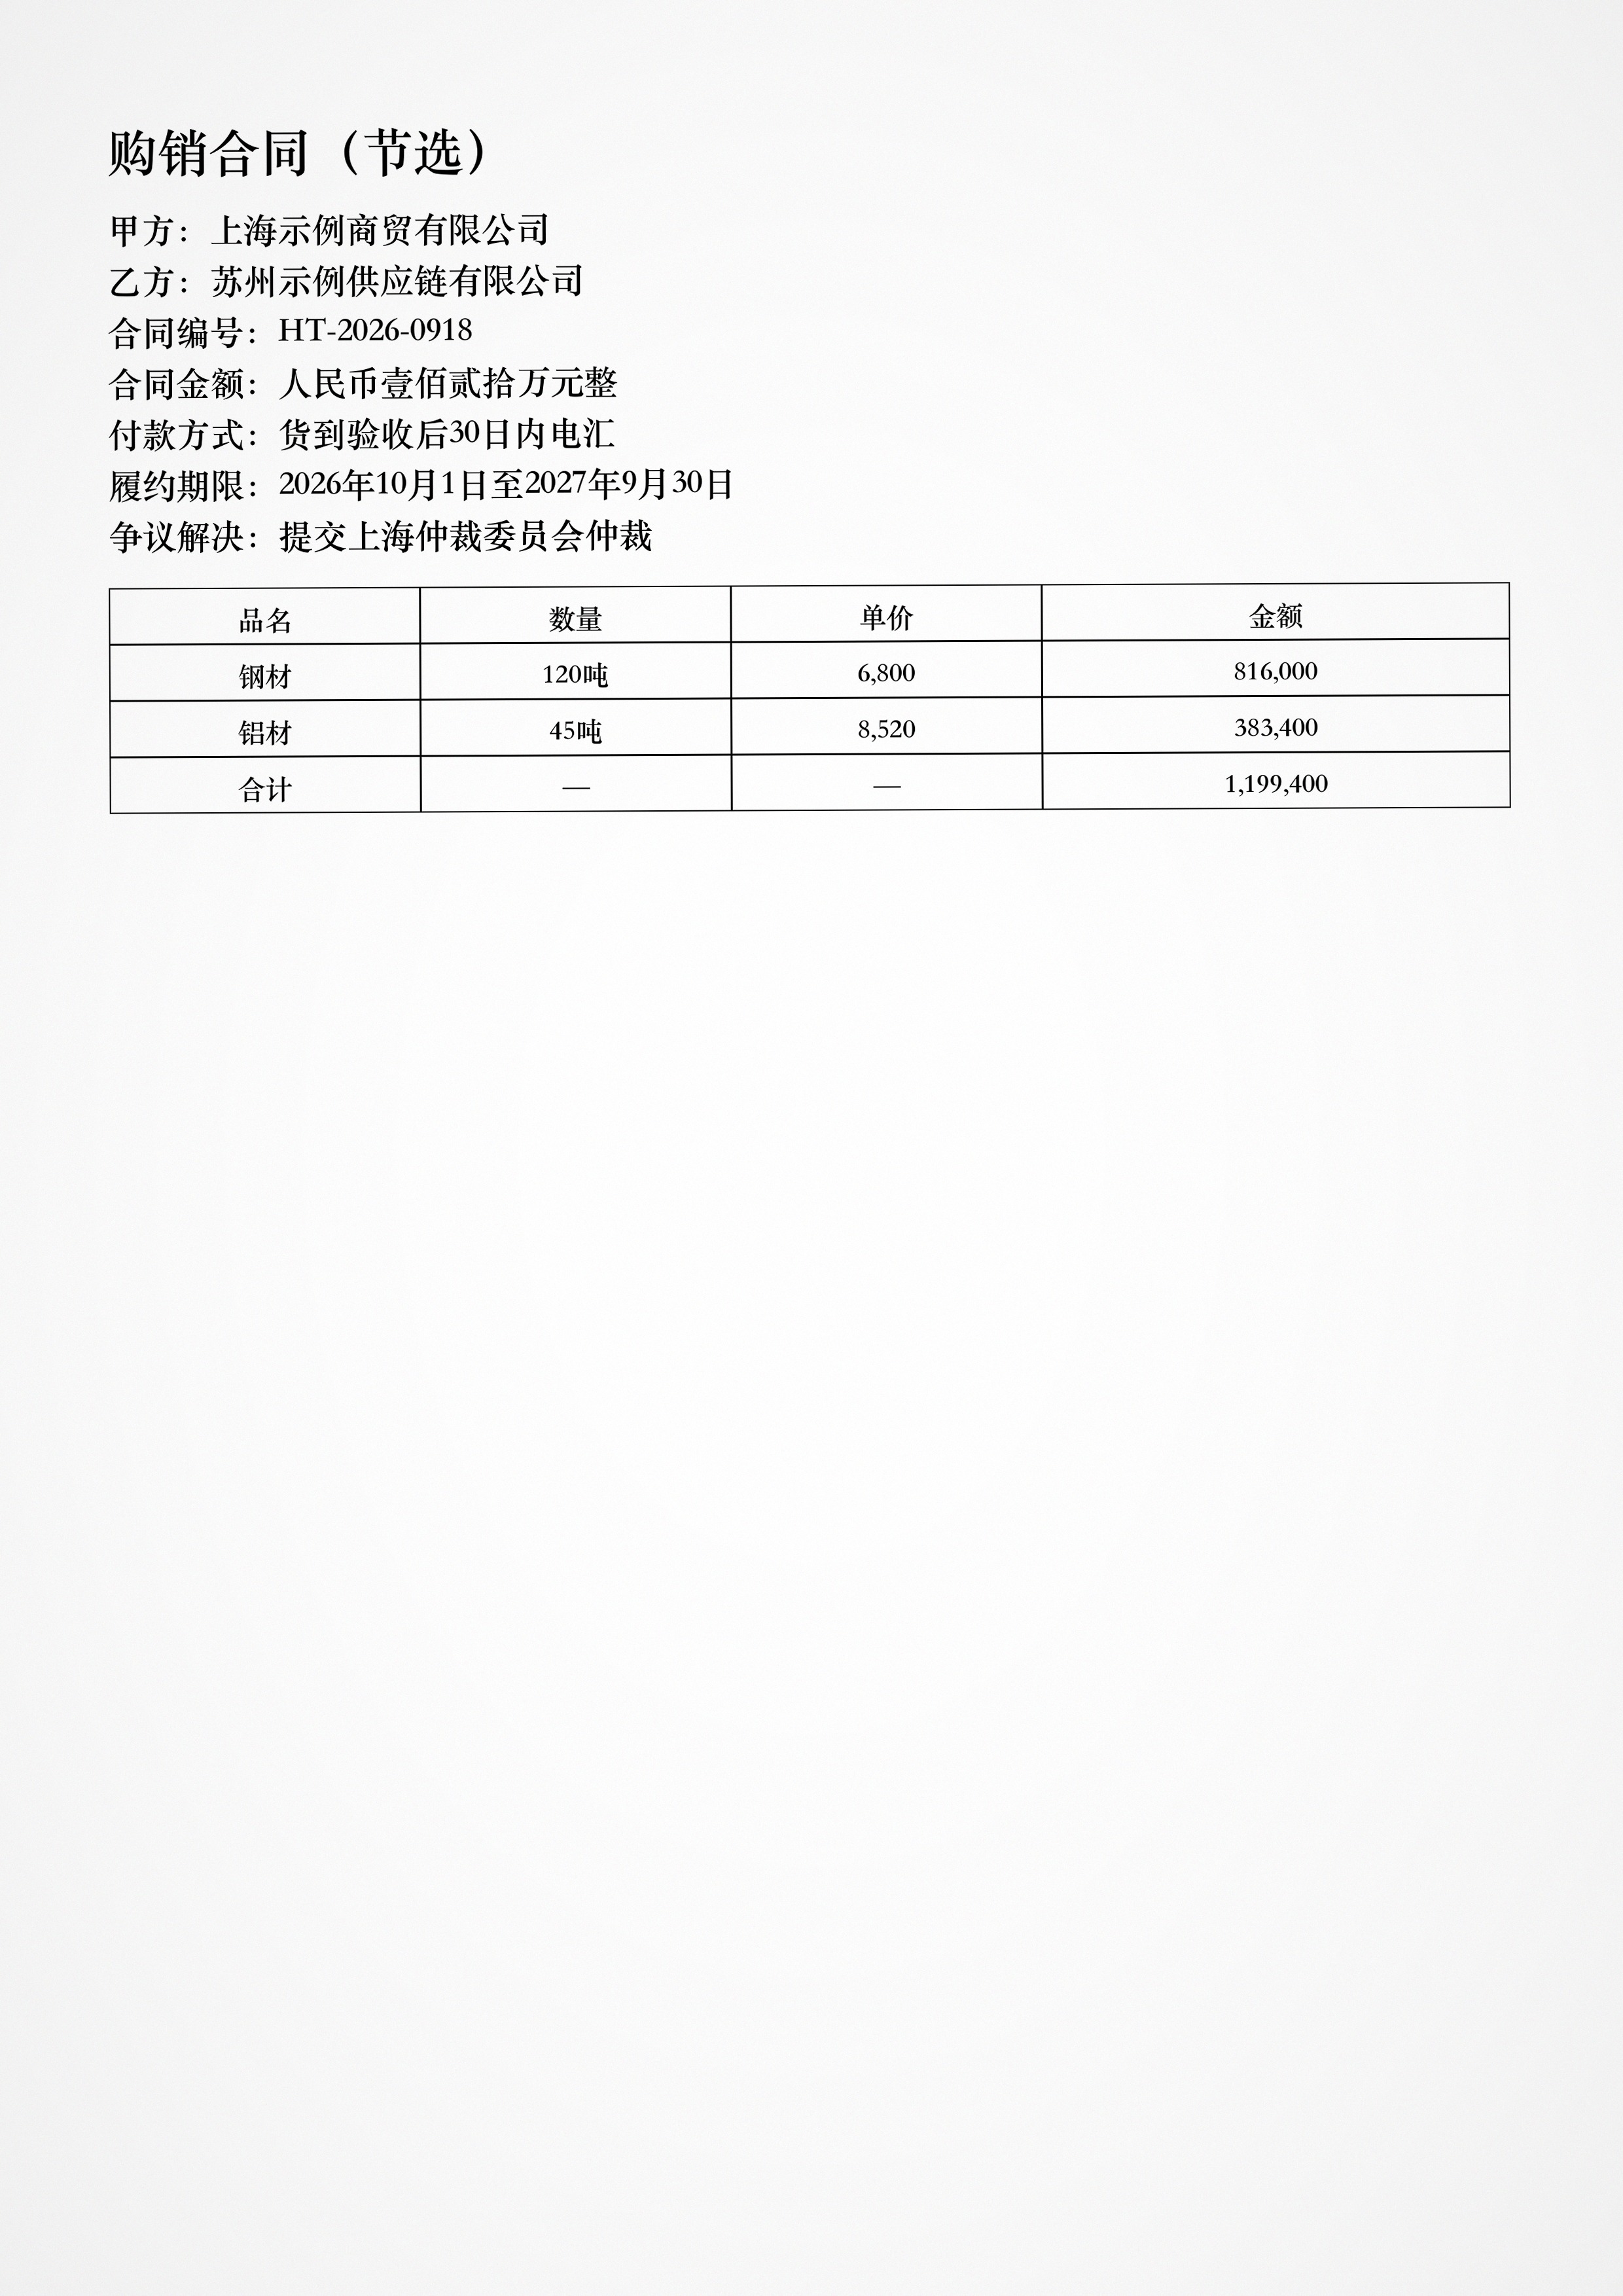 购销合同（节选）
甲方：上海示例商贸有限公司
乙方：苏州示例供应链有限公司
合同编号：HT-2026-0918
合同金额：人民币壹佰贰拾万元整
付款方式：货到验收后30日内电汇
履约期限：2026年10月1日至2027年9月30日
争议解决：提交上海仲裁委员会仲裁
品名 数量 单价 金额
钢材 120吨 6,800 816,000
铝材 45吨 8,520 383,400
合计 — — 1,199,400